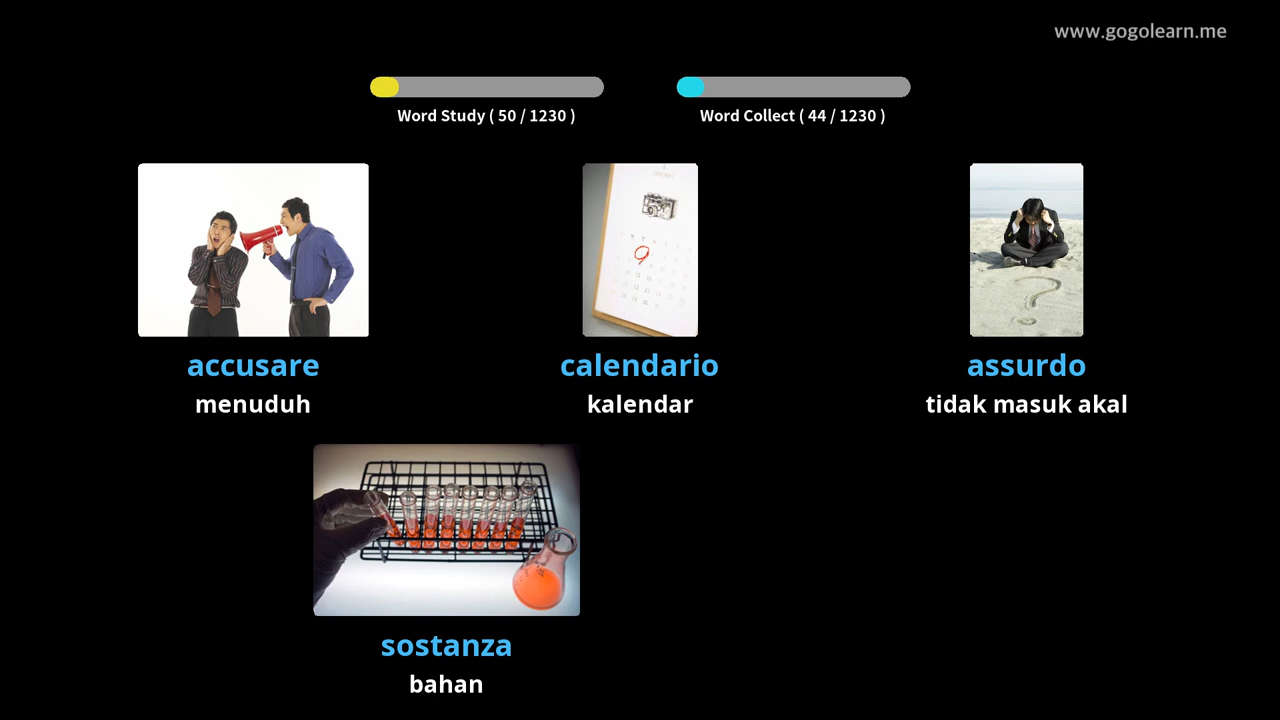 www.gogolearn.me
Word Study ( 50 / 1230 )
Word Collect ( 44 / 1230 )
accusare
menuduh
calendario
kalendar
assurdo
tidak masuk akal
sostanza
bahan